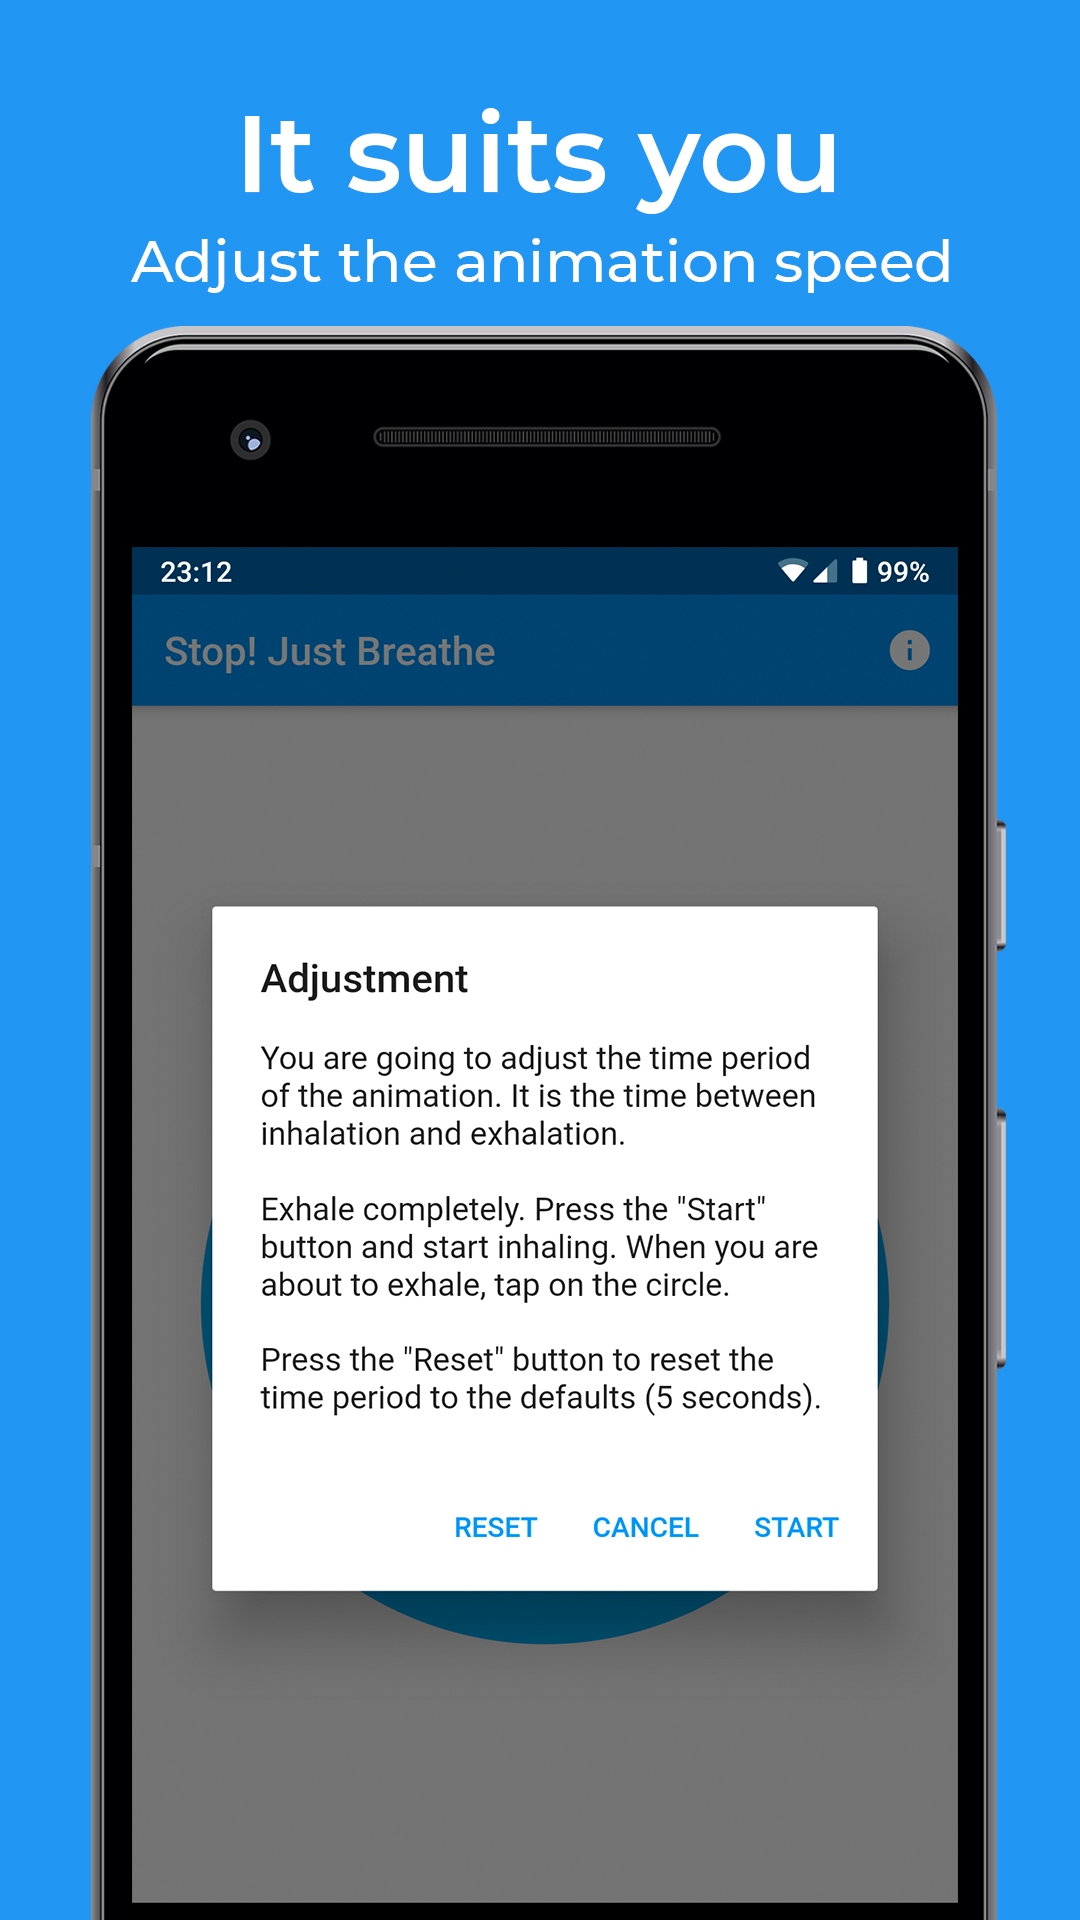 It suits you
Adjust the animation speed
23:12
99%
Stop! Just Breathe
Adjustment
You are going to adjust the time period
of the animation. It is the time between
inhalation and exhalation.
Exhale completely. Press the "Start"
button and start inhaling. When you are
about to exhale, tap on the circle.
Press the "Reset" button to reset the
time period to the defaults (5 seconds).
RESET CANCEL START